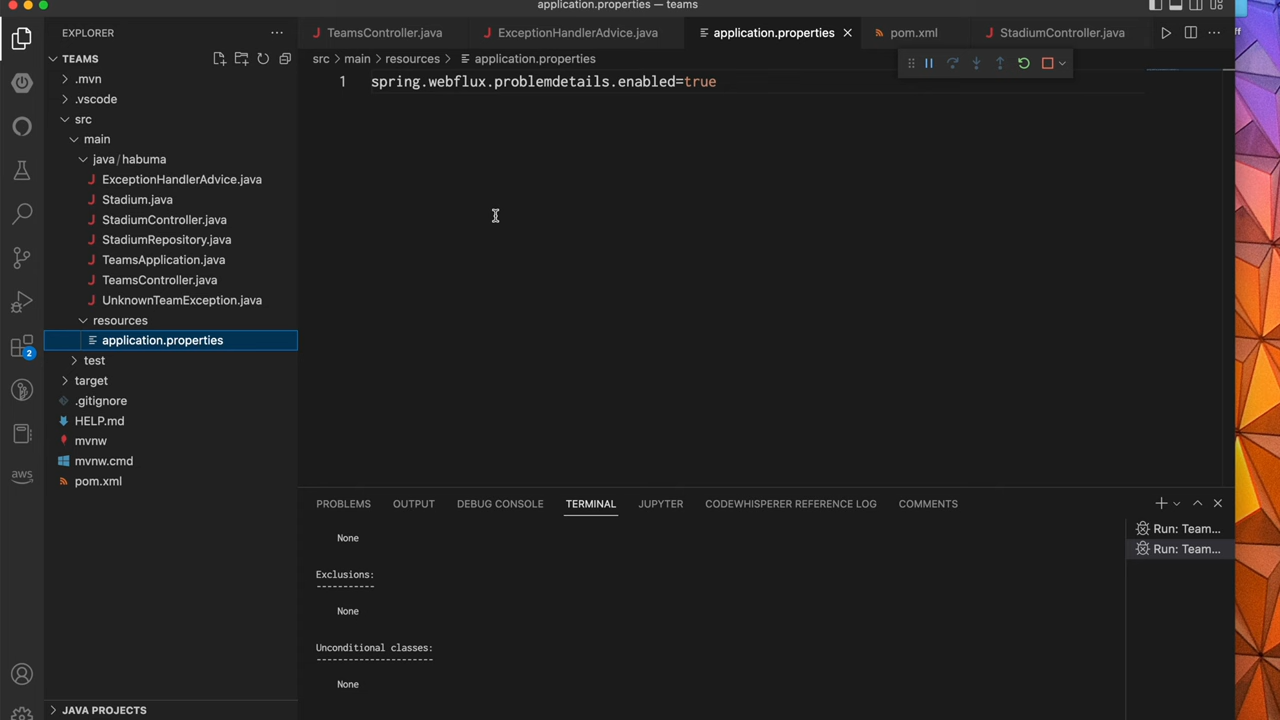 application.properties — teams
EXPLORER
TeamsController.java
ExceptionHandlerAdvice.java
application.properties
pom.xml
StadiumController.java
TEAMS
src > main > resources > application.properties
.mvn
.vscode
src
main
java/habuma
ExceptionHandlerAdvice.java
Stadium.java
StadiumController.java
StadiumRepository.java
TeamsApplication.java
TeamsController.java
UnknownTeamException.java
resources
application.properties
test
target
.gitignore
HELP.md
mvnw
mvnw.cmd
pom.xml
JAVA PROJECTS
2
aws
1 spring.webflux.problemdetails.enabled=true
PROBLEMS OUTPUT DEBUG CONSOLE TERMINAL JUPYTER CODEWHISPERER REFERENCE LOG COMMENTS
None
Exclusions:
-----------
None
Unconditional classes:
----------------------
None
Run: Team...
Run: Team...